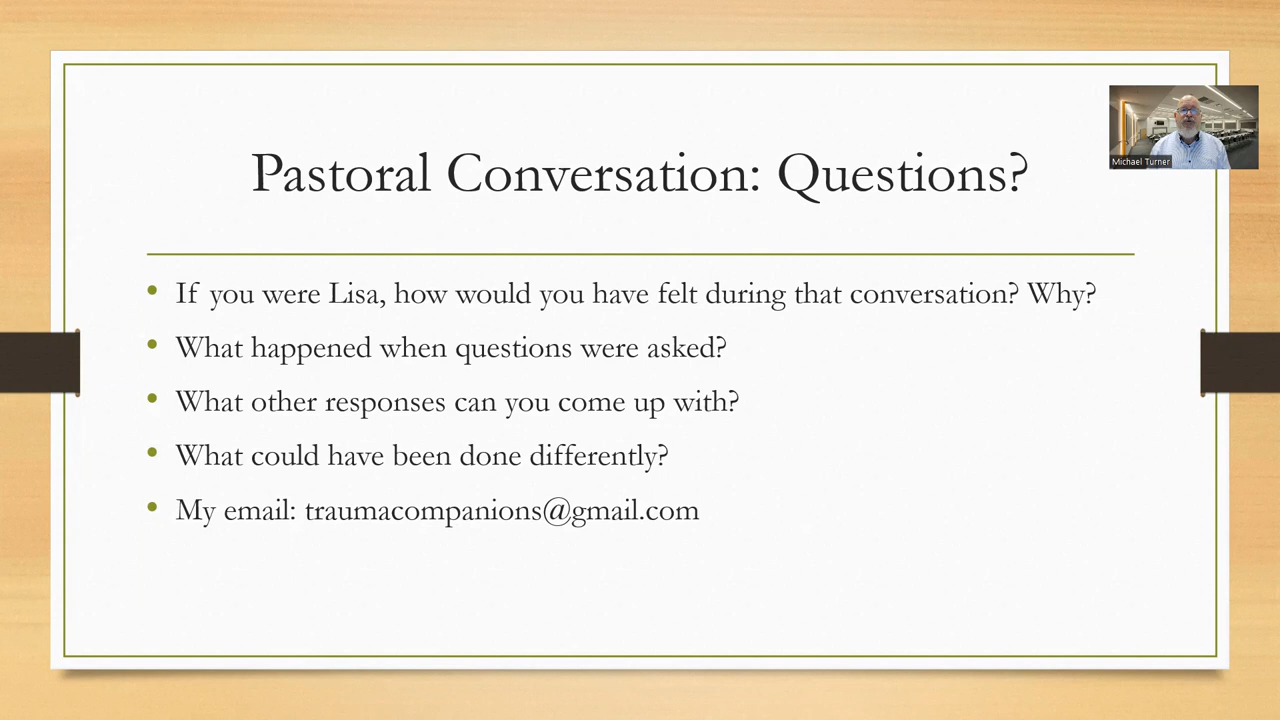 Pastoral Conversation: Questions?
Michael Turner
• If you were Lisa, how would you have felt during that conversation? Why?
• What happened when questions were asked?
• What other responses can you come up with?
• What could have been done differently?
• My email: traumacompanions@gmail.com